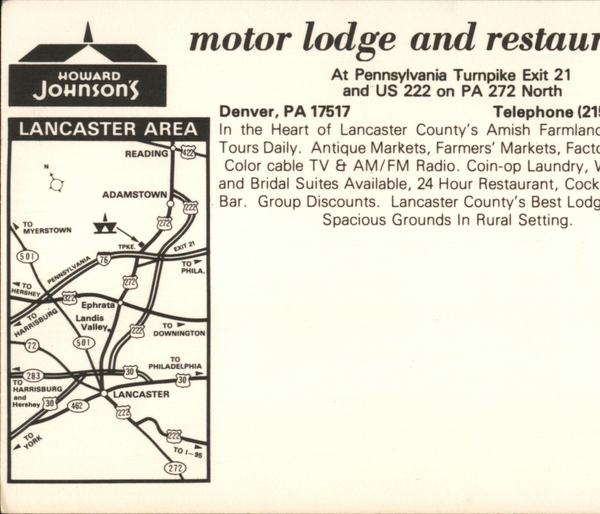 motor lodge and restaur
HOWARD
JOHNSON'S
At Pennsylvania Turnpike Exit 21
and US 222 on PA 272 North
Denver, PA 17517 Telephone (215
In the Heart of Lancaster County's Amish Farmland
Tours Daily. Antique Markets, Farmers' Markets, Facto
Color cable TV & AM/FM Radio. Coin-op Laundry, W
and Bridal Suites Available, 24 Hour Restaurant, Cock
Bar. Group Discounts. Lancaster County's Best Lodg
Spacious Grounds In Rural Setting.
LANCASTER AREA
READING
422
N
ADAMSTOWN
222
272
TO
MYERSTOWN
TPKE.
EXIT 21
501
PENNSYLVANIA
76
TO
PHILA.
272
TO
HERSHEY
322
Ephrata
TO
HARRISBURG
Landis
Valley
222
TO
DOWNINGTON
72
501
TO
PHILADELPHIA
283
30
30
TO
HARRISBURG
and
Hershey
30
462
LANCASTER
222
TO
YORK
222
TO I-95
272